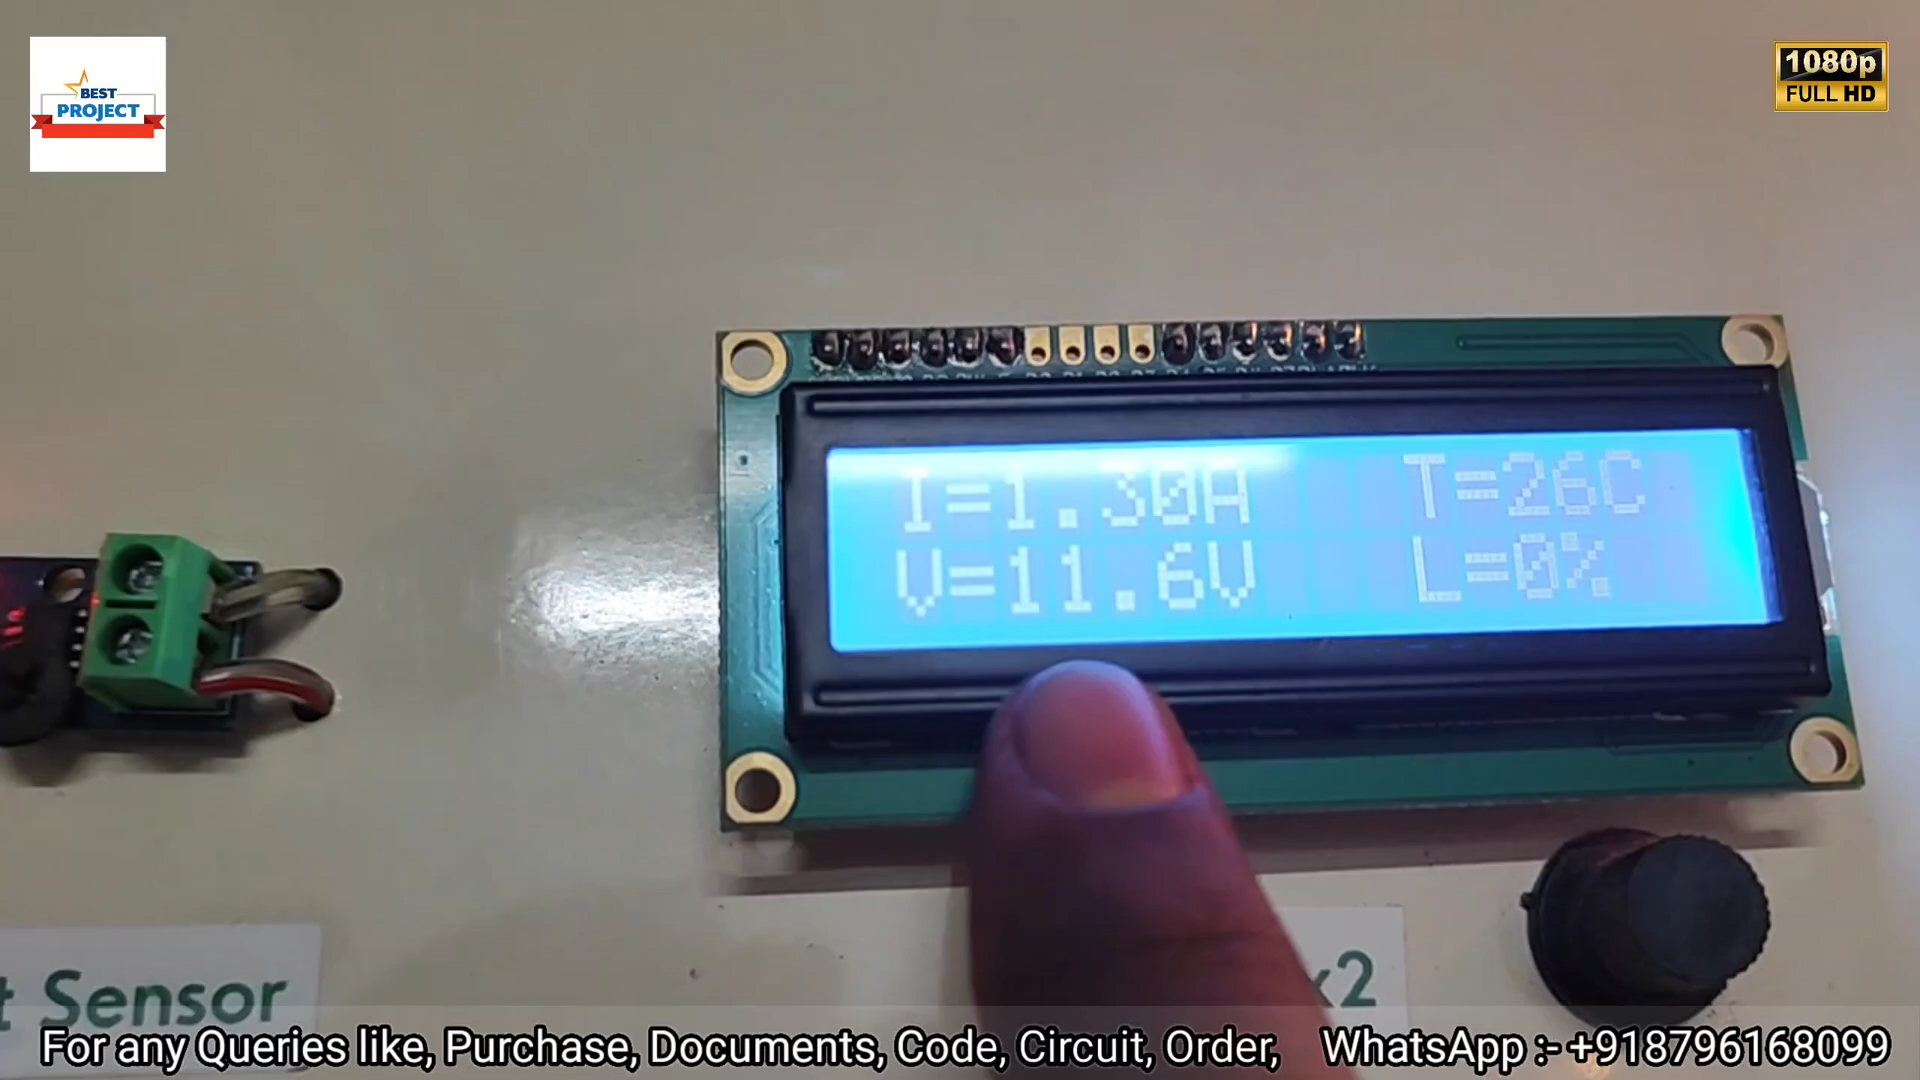 BEST
PROJECT
1080p
FULL HD
I=1.30A T=26C
V=11.6V L=0%
t Sensor
x2
For any Queries like, Purchase, Documents, Code, Circuit, Order, WhatsApp :- +918796168099